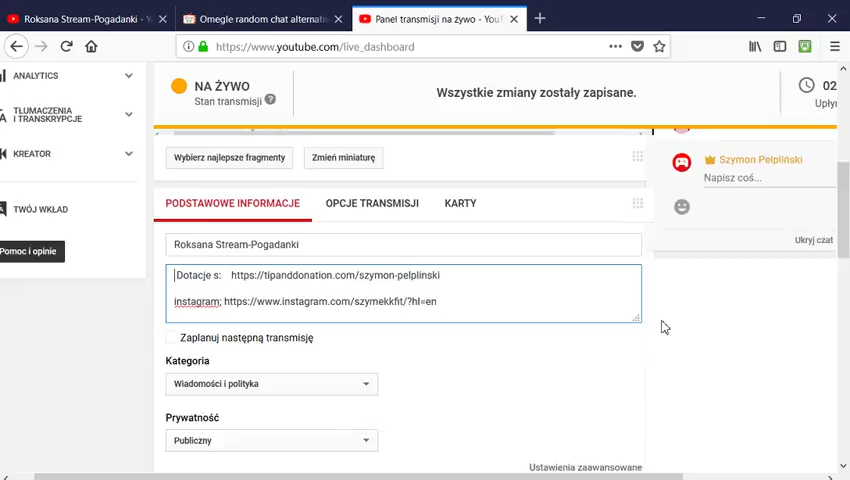 Roksana Stream-Pogadanki - Y
Omegle random chat alternativ
Panel transmisji na żywo - YouT
https://www.youtube.com/live_dashboard
ANALYTICS
TŁUMACZENIA
I TRANSKRYPCJE
KREATOR
TWÓJ WKŁAD
Pomoc i opinie
NA ŻYWO
Stan transmisji
Wszystkie zmiany zostały zapisane.
02
Upłyn
Wybierz najlepsze fragmenty
Zmień miniaturę
PODSTAWOWE INFORMACJE
OPCJE TRANSMISJI
KARTY
Roksana Stream-Pogadanki
Dotacje s: https://tipanddonation.com/szymon-pelplinski
instagram; https://www.instagram.com/szymekkfit/?hl=en
Zaplanuj następną transmisję
Kategoria
Wiadomości i polityka
Prywatność
Publiczny
Ustawienia zaawansowane
Szymon Pelpliński
Napisz coś...
Ukryj czat